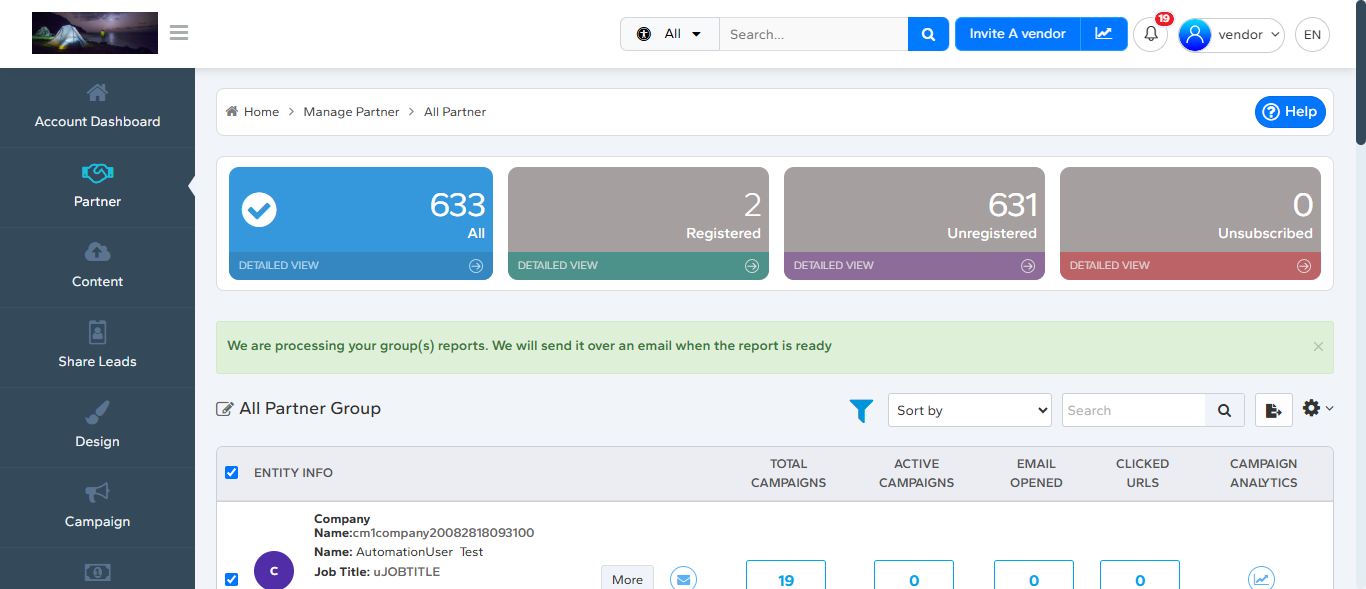 All
Search...
Invite A vendor
19
vendor
EN
Account Dashboard
Partner
Content
Share Leads
Design
Campaign
Home > Manage Partner > All Partner
Help
633
All
DETAILED VIEW
2
Registered
DETAILED VIEW
631
Unregistered
DETAILED VIEW
0
Unsubscribed
DETAILED VIEW
We are processing your group(s) reports. We will send it over an email when the report is ready
×
All Partner Group
Sort by
Search
ENTITY INFO
TOTAL
CAMPAIGNS
ACTIVE
CAMPAIGNS
EMAIL
OPENED
CLICKED
URLS
CAMPAIGN
ANALYTICS
C
Company
Name:cm1company20082818093100
Name: AutomationUser Test
Job Title: uJOBTITLE
More
19
0
0
0